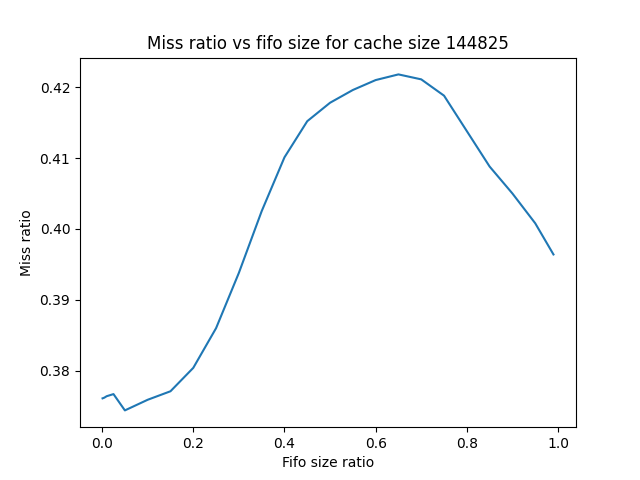 Miss ratio vs fifo size for cache size 144825
Miss ratio
0.42
0.41
0.40
0.39
0.38
0.0 0.2 0.4 0.6 0.8 1.0
Fifo size ratio